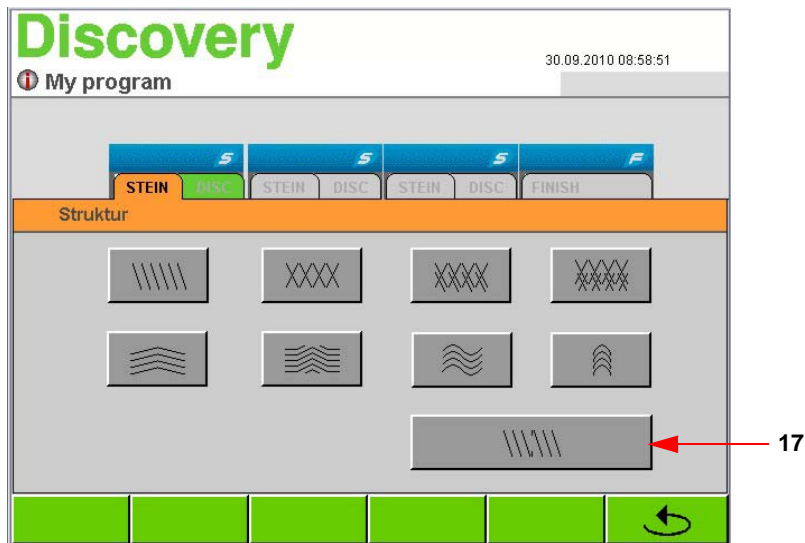 Discovery
30.09.2010 08:58:51
My program
S S S F
STEIN DISC STEIN DISC STEIN DISC FINISH
Struktur
17